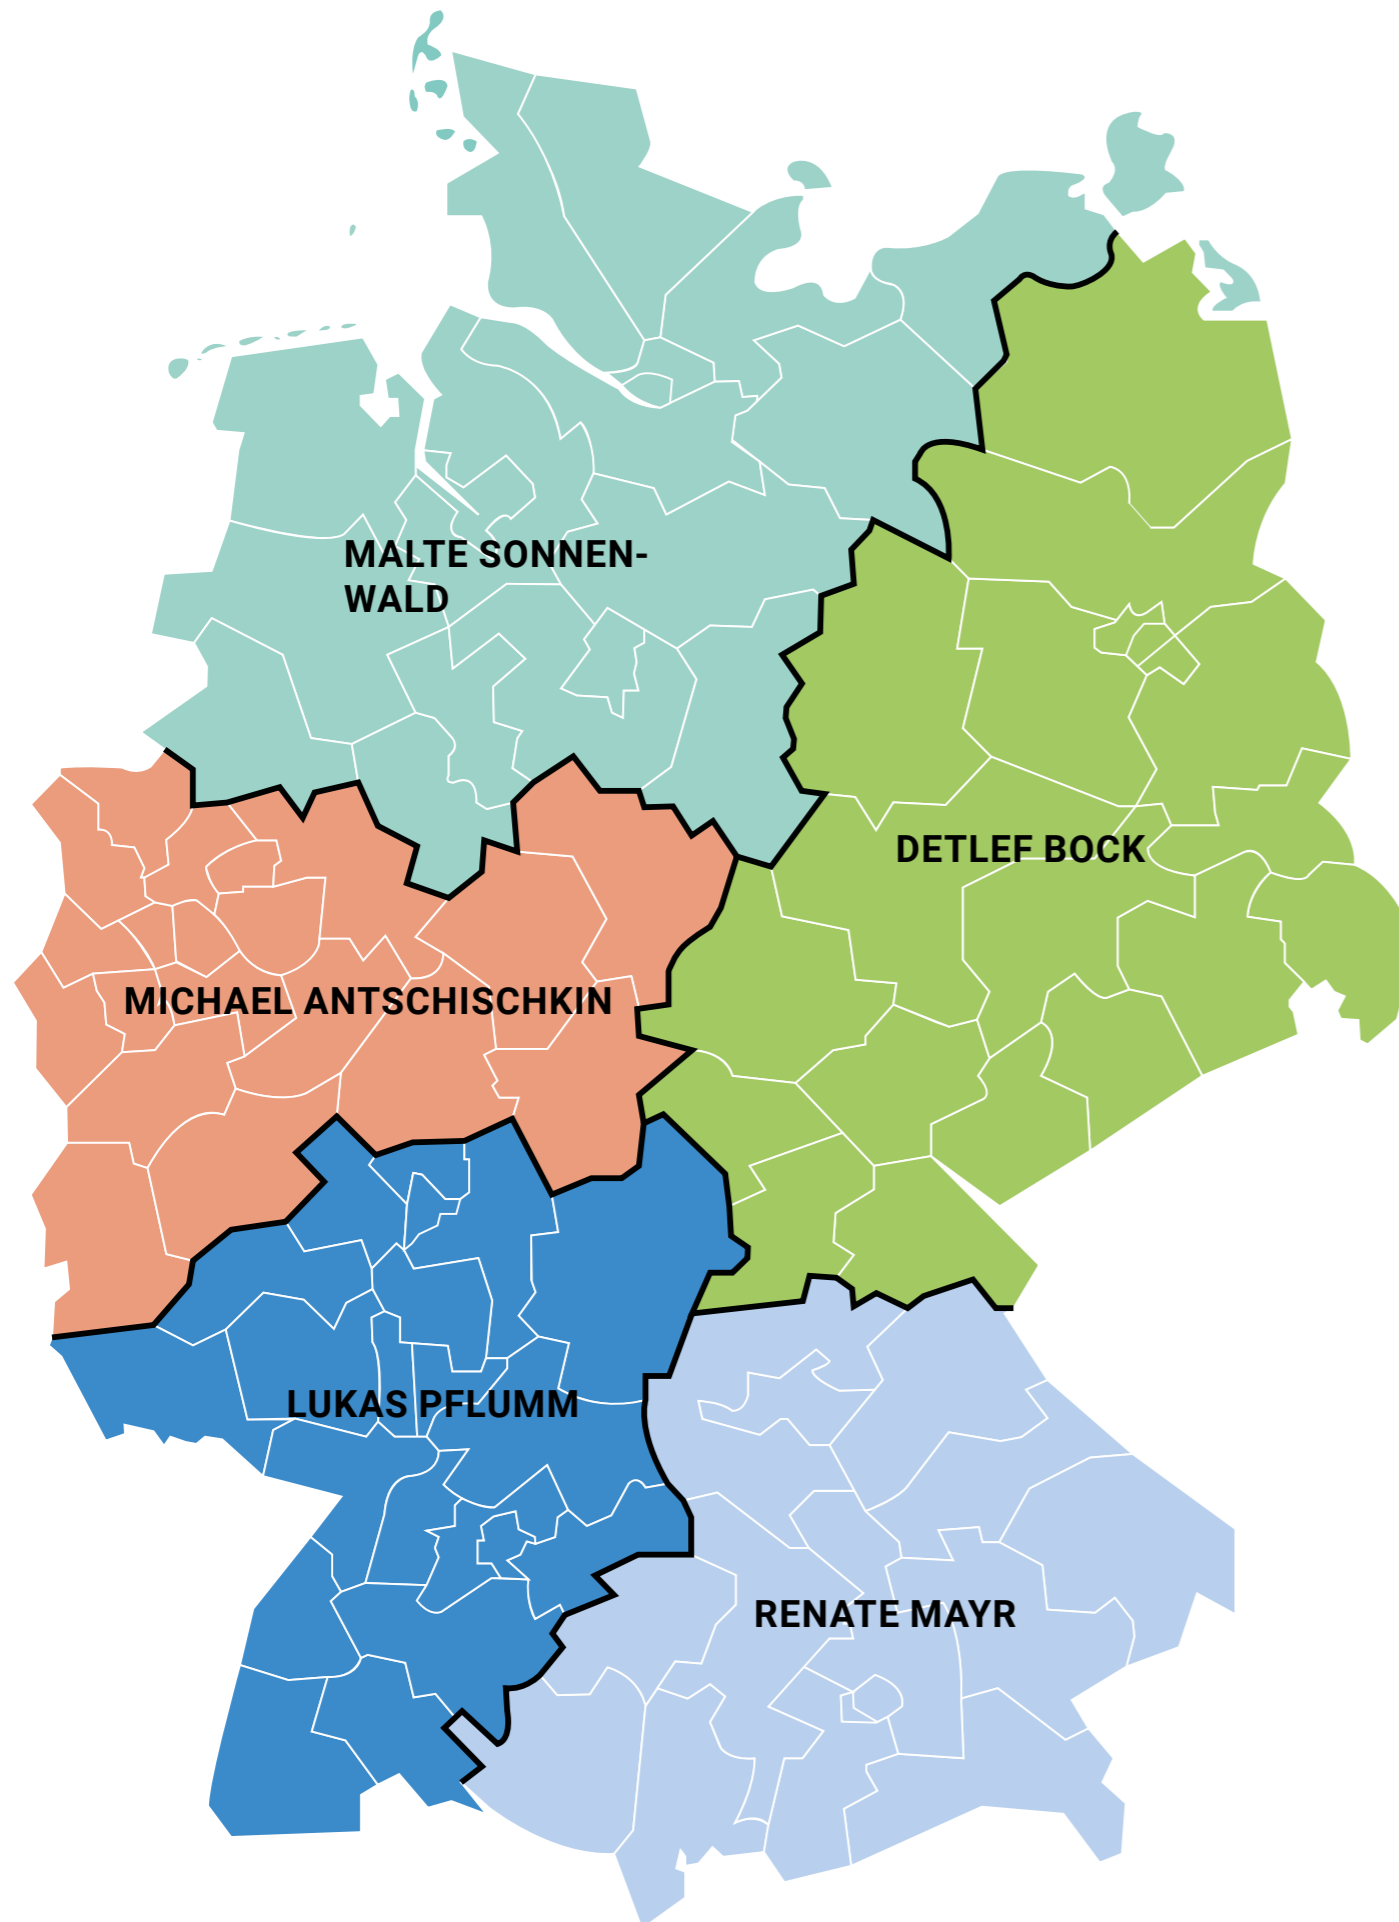 MALTE SONNEN-
WALD
DETLEF BOCK
MICHAEL ANTSCHISCHKIN
LUKAS PFLUMM
RENATE MAYR